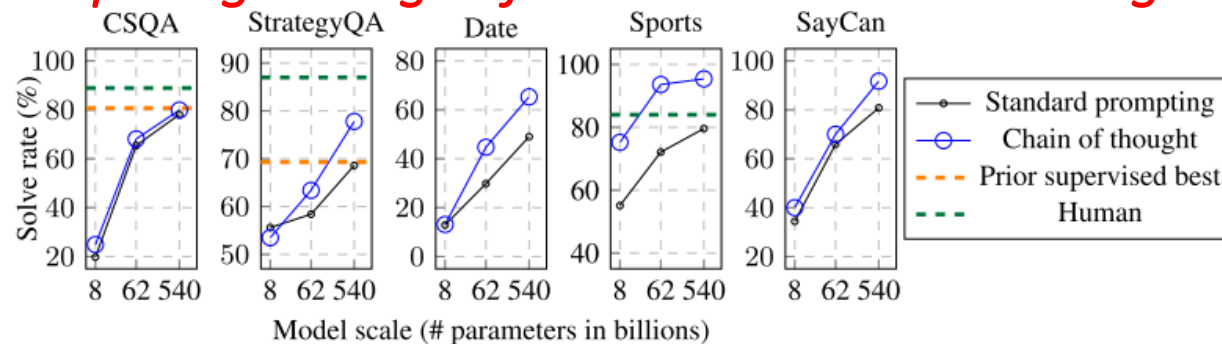 CSQA StrategyQA Date Sports SayCan
Solve rate (%)
100
80
60
40
20
8 62 540
90
80
70
60
50
8 62 540
80
60
40
20
0
8 62 540
100
80
60
40
8 62 540
100
80
60
40
20
8 62 540
Model scale (# parameters in billions)
Standard prompting
Chain of thought
Prior supervised best
Human